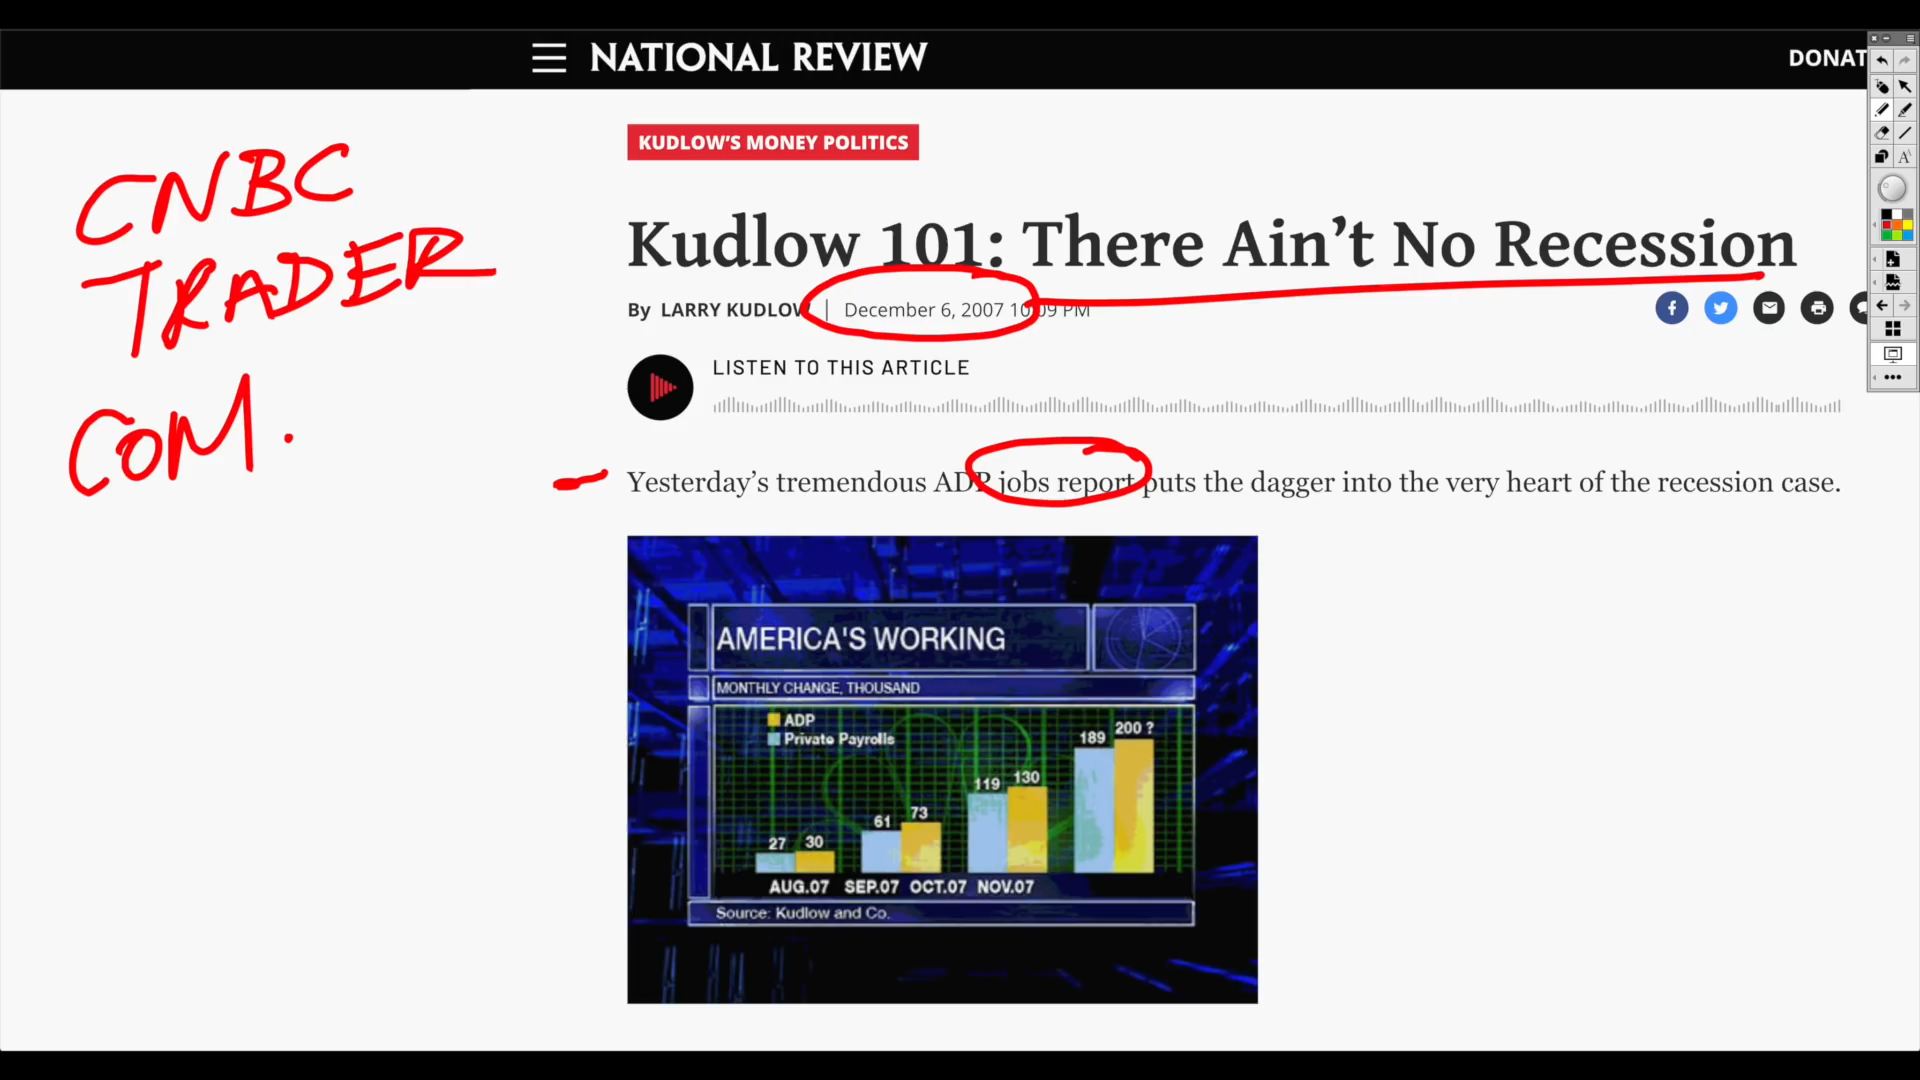 NATIONAL REVIEW
DONAT
KUDLOW'S MONEY POLITICS
CNBC
TRADER
COM.
Kudlow 101: There Ain't No Recession
By LARRY KUDLOW | December 6, 2007 10:09 PM
LISTEN TO THIS ARTICLE
Yesterday's tremendous ADP jobs report puts the dagger into the very heart of the recession case.
AMERICA'S WORKING
MONTHLY CHANGE, THOUSAND
ADP
Private Payrolls
27 30 61 73 119 130 189 200 ?
AUG.07 SEP.07 OCT.07 NOV.07
Source: Kudlow and Co.